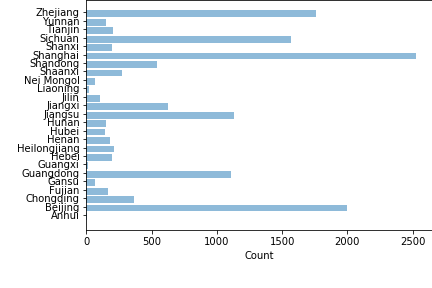 Zhejiang
Yunnan
Tianjin
Sichuan
Shanxi
Shanghai
Shandong
Shaanxi
Nei Mongol
Liaoning
Jilin
Jiangxi
Jiangsu
Hunan
Hubei
Henan
Heilongjiang
Hebei
Guangxi
Guangdong
Gansu
Fujian
Chongqing
Beijing
Anhui
0 500 1000 1500 2000 2500
Count